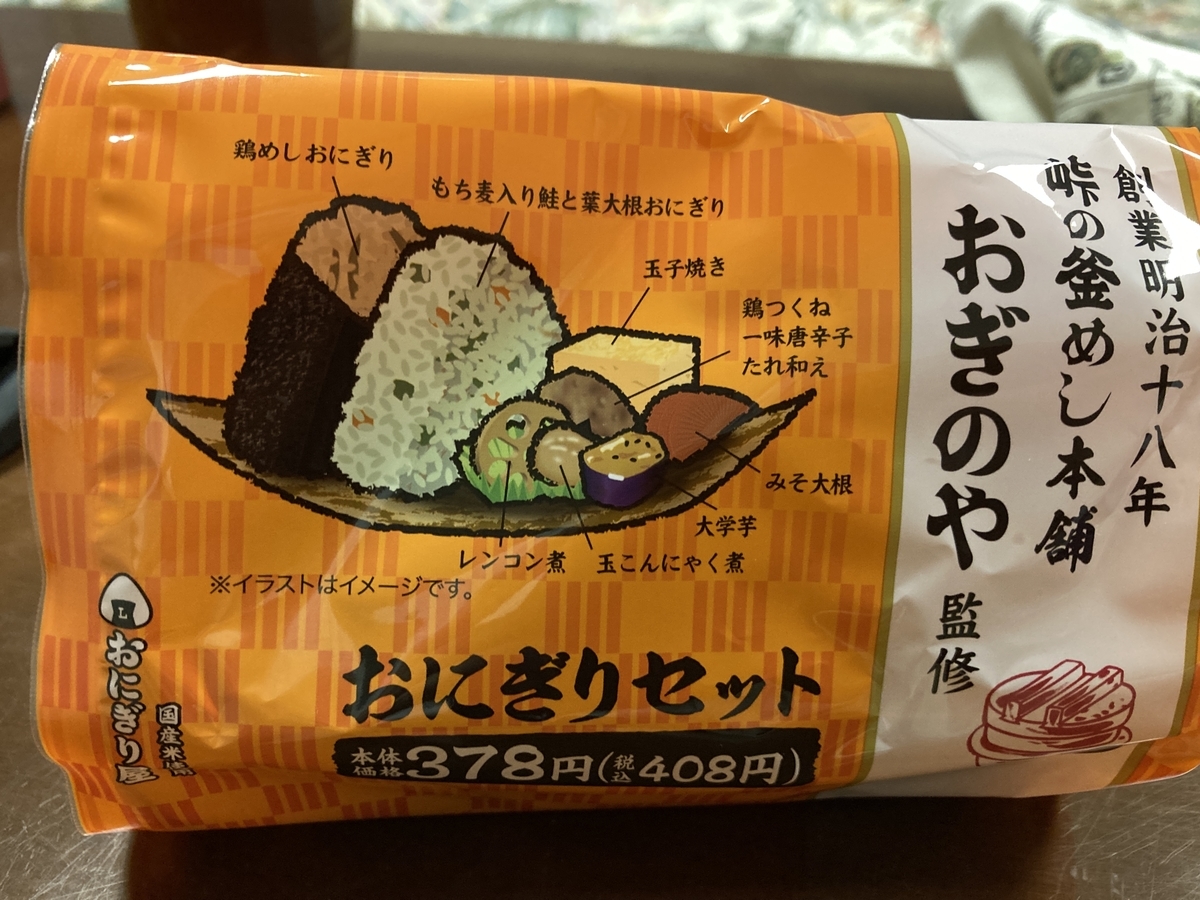 創業明治十八年
峠の釜めし本舗
おぎのや
監修
鶏めしおにぎり
もち麦入り鮭と葉大根おにぎり
玉子焼き
鶏つくね
一味唐辛子
たれ和え
みそ大根
大学芋
レンコン煮
玉こんにゃく煮
※イラストはイメージです。
L
おにぎり屋
国産米使用
おにぎりセット
本体価格378円(税込408円)